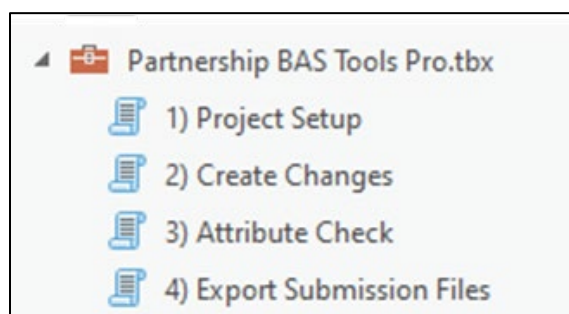 Partnership BAS Tools Pro.tbx
1) Project Setup
2) Create Changes
3) Attribute Check
4) Export Submission Files